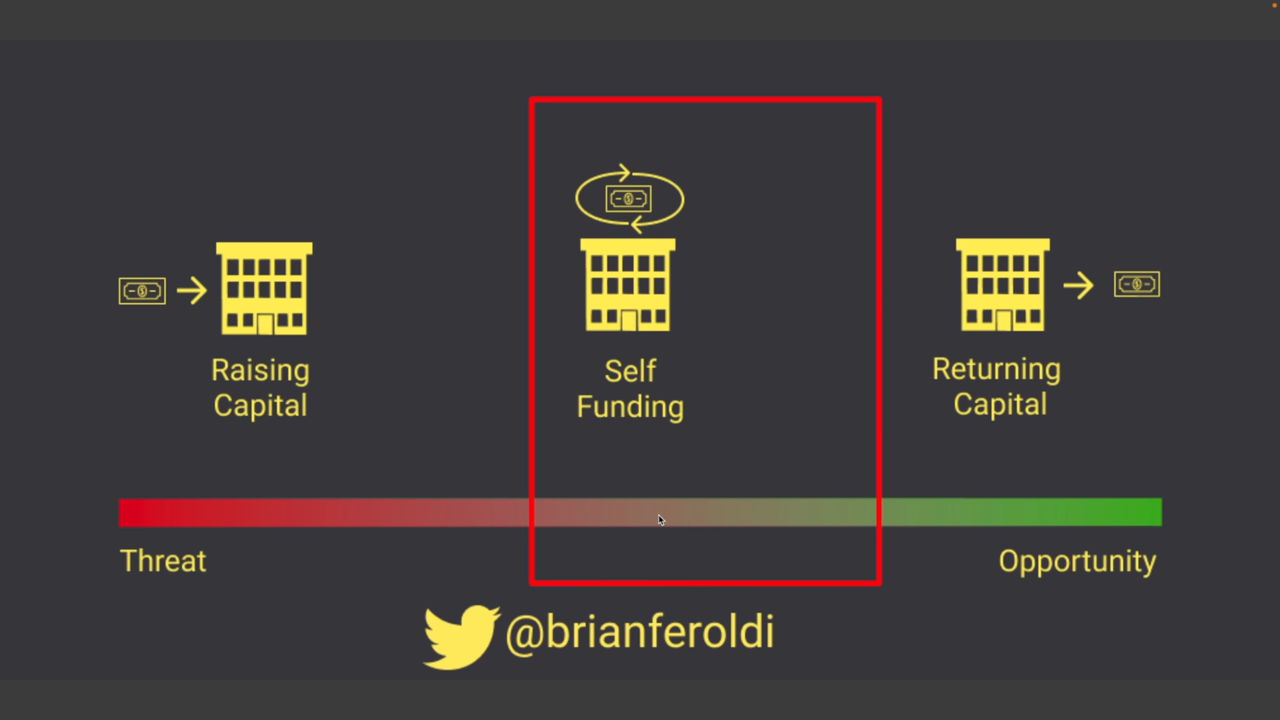 Raising
Capital
Self
Funding
Returning
Capital
Threat
Opportunity
@brianferoldi